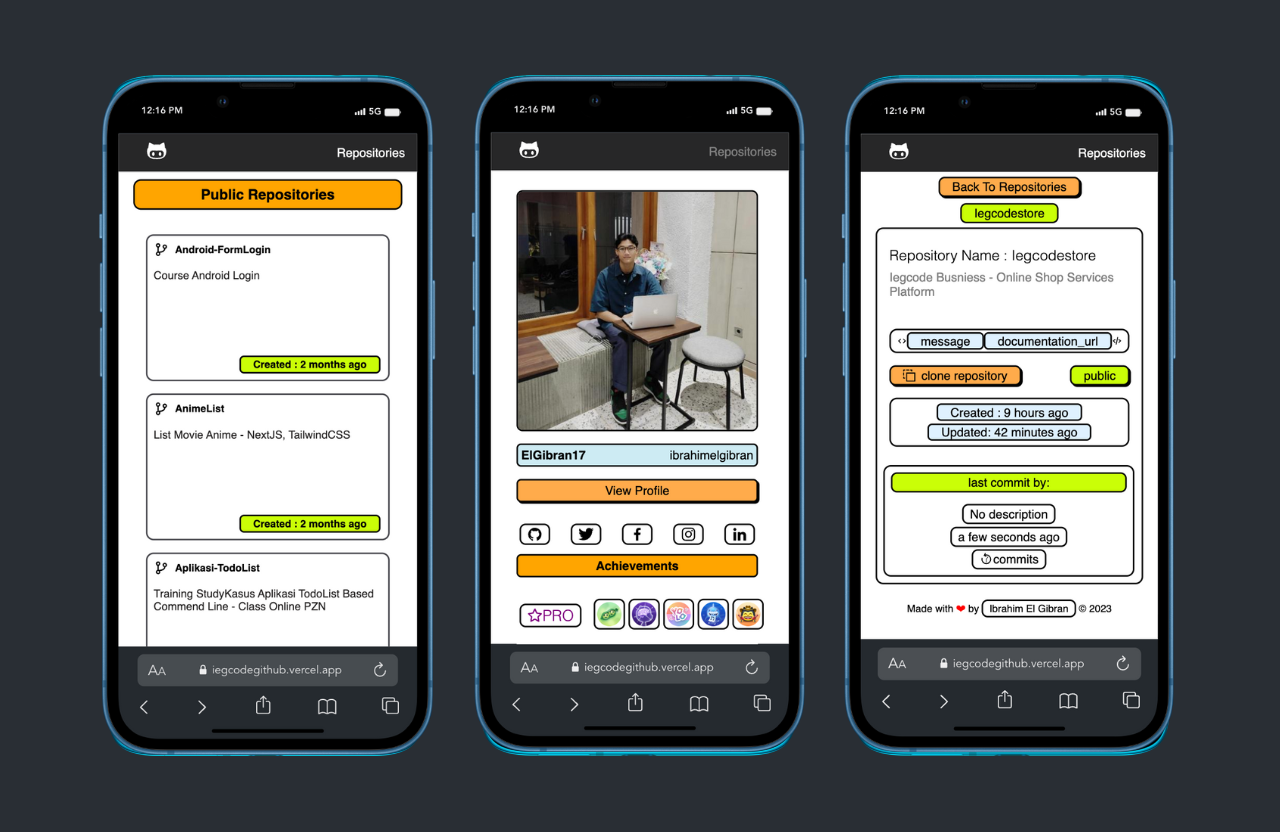 12:16 PM
5G
Repositories
Public Repositories
Android-FormLogin
Course Android Login
Created : 2 months ago
AnimeList
List Movie Anime - NextJS, TailwindCSS
Created : 2 months ago
Aplikasi-TodoList
Training StudyKasus Aplikasi TodoList Based
Commend Line - Class Online PZN
AA
iegcodegithub.vercel.app
12:16 PM
5G
Repositories
ElGibran17
ibrahimelgibran
View Profile
Achievements
PRO
YOLO
AA
iegcodegithub.vercel.app
12:16 PM
5G
Repositories
Back To Repositories
Iegcodestore
Repository Name : Iegcodestore
Iegcode Busniess - Online Shop Services
Platform
message
documentation_url
clone repository
public
Created : 9 hours ago
Updated: 42 minutes ago
last commit by:
No description
a few seconds ago
commits
Made with ❤ by Ibrahim El Gibran © 2023
AA
iegcodegithub.vercel.app